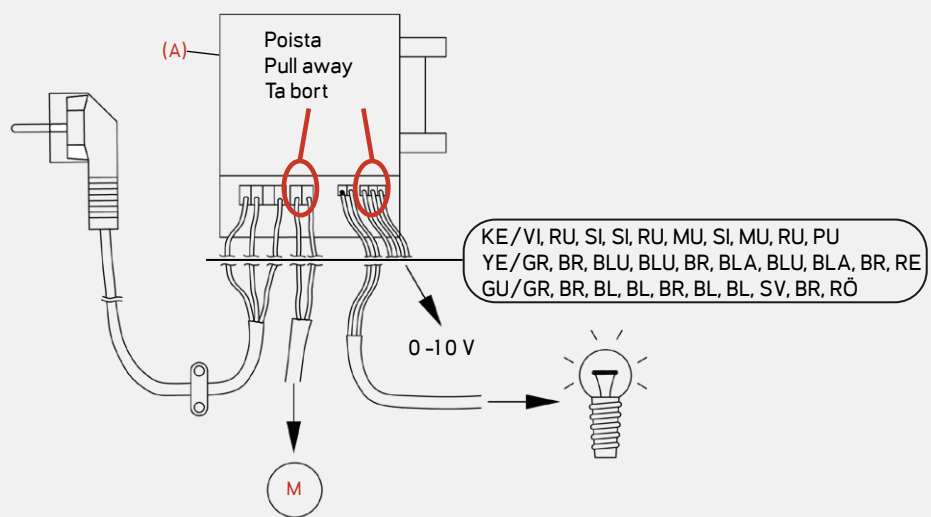 (A)
Poista
Pull away
Ta bort
KE/VI, RU, SI, SI, RU, MU, SI, MU, RU, PU
YE/GR, BR, BLU, BLU, BR, BLA, BLU, BLA, BR, RE
GU/GR, BR, BL, BL, BR, BL, BL, SV, BR, RÖ
0-10 V
M